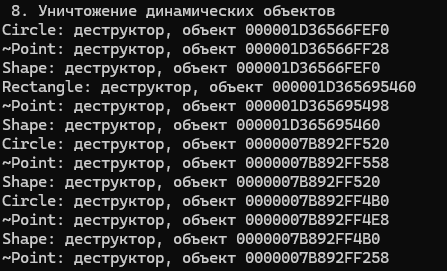 8. Уничтожение динамических объектов
Circle: деструктор, объект 000001D36566FEF0
~Point: деструктор, объект 000001D36566FF28
Shape: деструктор, объект 000001D36566FEF0
Rectangle: деструктор, объект 000001D365695460
~Point: деструктор, объект 000001D365695498
Shape: деструктор, объект 000001D365695460
Circle: деструктор, объект 0000007B892FF520
~Point: деструктор, объект 0000007B892FF558
Shape: деструктор, объект 0000007B892FF520
Circle: деструктор, объект 0000007B892FF4B0
~Point: деструктор, объект 0000007B892FF4E8
Shape: деструктор, объект 0000007B892FF4B0
~Point: деструктор, объект 0000007B892FF258